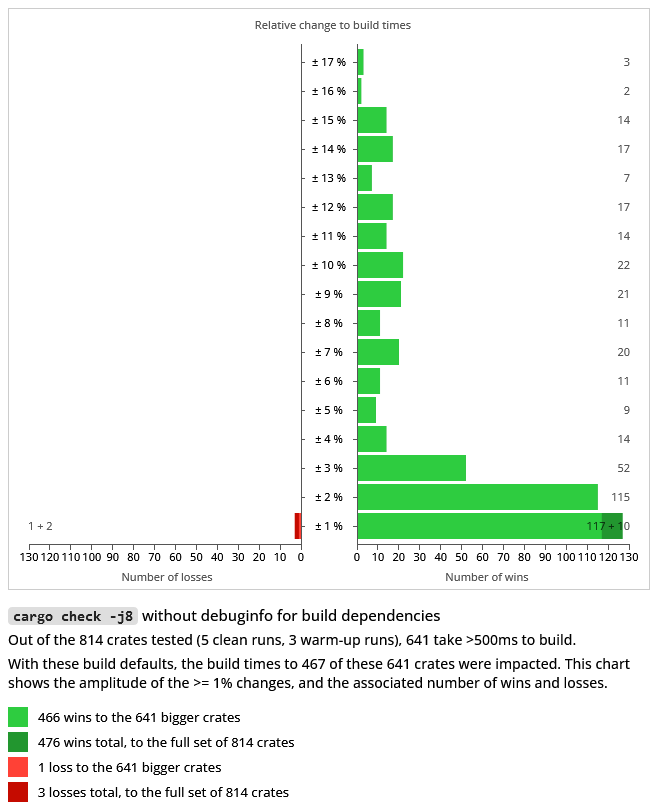 Relative change to build times
± 17 % 3
± 16 % 2
± 15 % 14
± 14 % 17
± 13 % 7
± 12 % 17
± 11 % 14
± 10 % 22
± 9 % 21
± 8 % 11
± 7 % 20
± 6 % 11
± 5 % 9
± 4 % 14
± 3 % 52
± 2 % 115
1 + 2 ± 1 % 117 + 10
130 120 110 100 90 80 70 60 50 40 30 20 10 0 0 10 20 30 40 50 60 70 80 90 100 110 120 130
Number of losses Number of wins
cargo check -j8 without debuginfo for build dependencies
Out of the 814 crates tested (5 clean runs, 3 warm-up runs), 641 take >500ms to build.
With these build defaults, the build times to 467 of these 641 crates were impacted. This chart
shows the amplitude of the >= 1% changes, and the associated number of wins and losses.
466 wins to the 641 bigger crates
476 wins total, to the full set of 814 crates
1 loss to the 641 bigger crates
3 losses total, to the full set of 814 crates